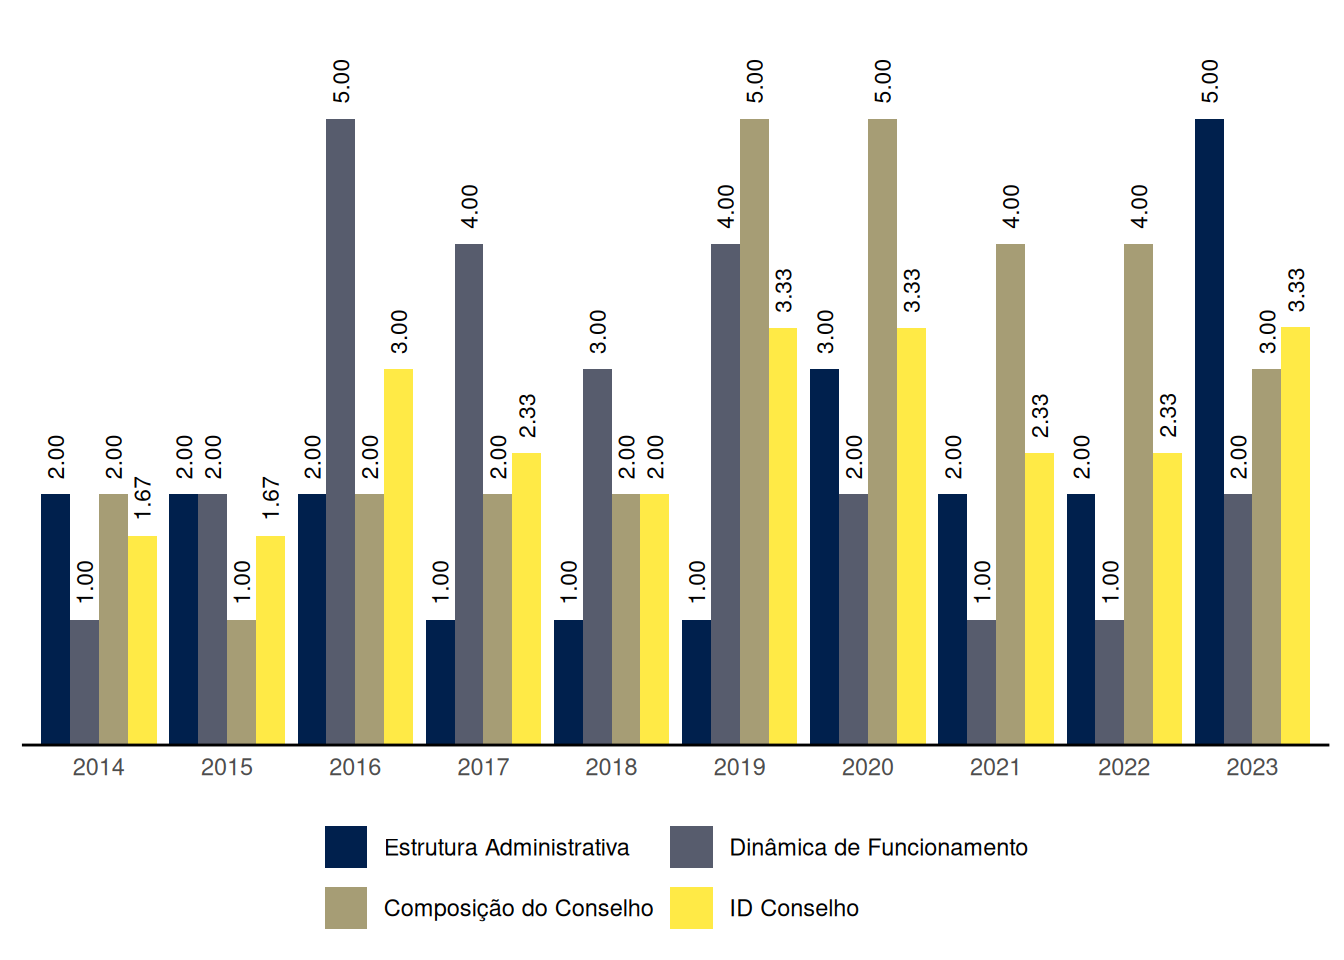 2.00 1.00 2.00 1.67 2.00 2.00 1.00 1.67 2.00 5.00 2.00 3.00 1.00 4.00 2.00 2.33 1.00 3.00 2.00 2.00 1.00 4.00 5.00 3.33 3.00 2.00 5.00 3.33 2.00 1.00 4.00 2.33 2.00 1.00 4.00 2.33 5.00 2.00 3.00 3.33
2014 2015 2016 2017 2018 2019 2020 2021 2022 2023
Estrutura Administrativa Dinâmica de Funcionamento
Composição do Conselho ID Conselho